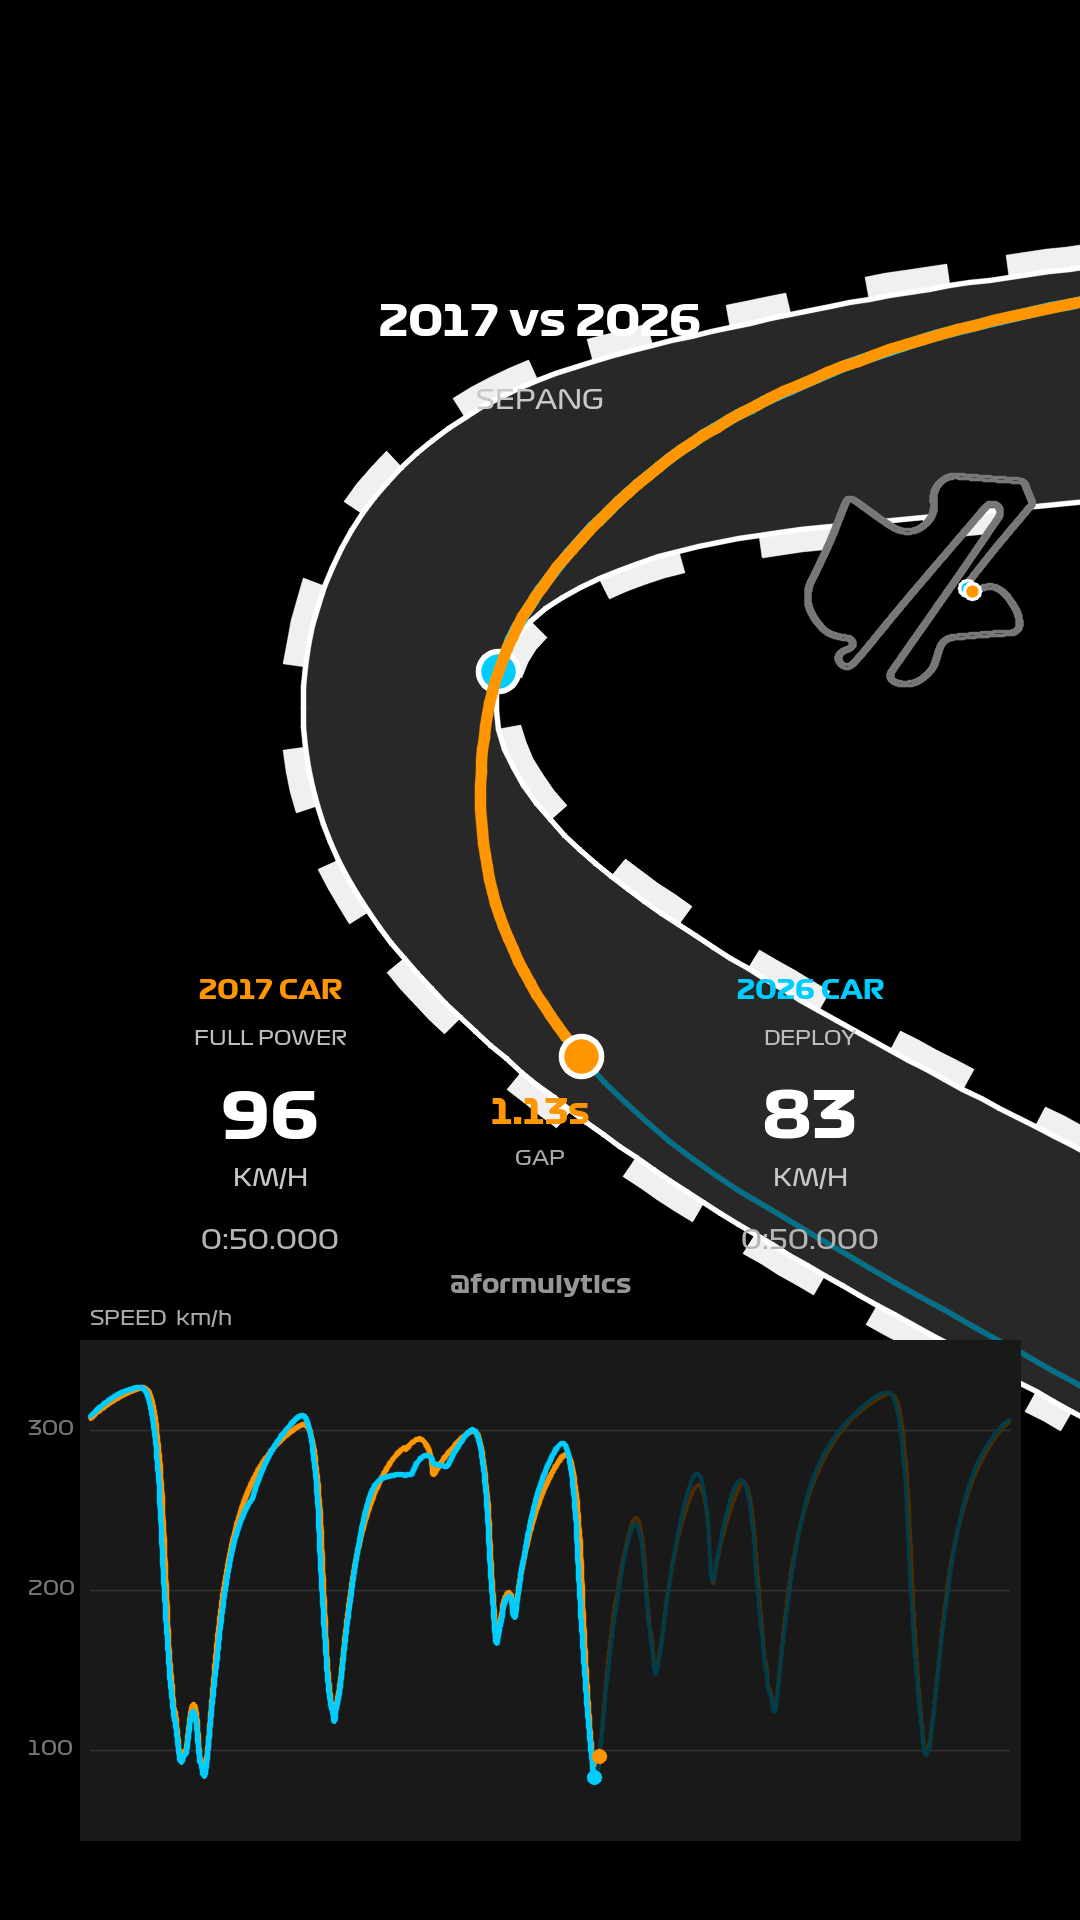 2017 vs 2026
SEPANG
2017 CAR
FULL POWER
96
KM/H
0:50.000
1.13s
GAP
2026 CAR
DEPLOY
83
KM/H
0:50.000
@formulytics
SPEED km/h
300
200
100